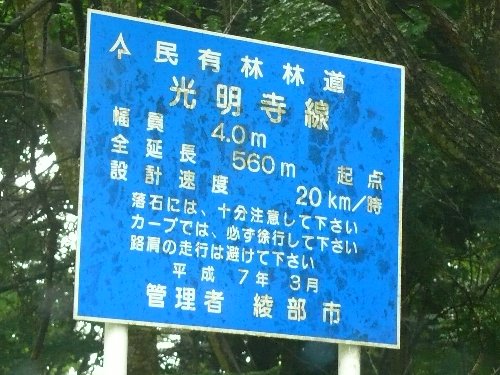 民有林林道
光明寺線
幅員 4.0m
全延長 560m 起点
設計速度 20km/時
落石には、十分注意して下さい
カーブでは、必ず徐行して下さい
路肩の走行は避けて下さい
平成 7年 3月
管理者 綾部市